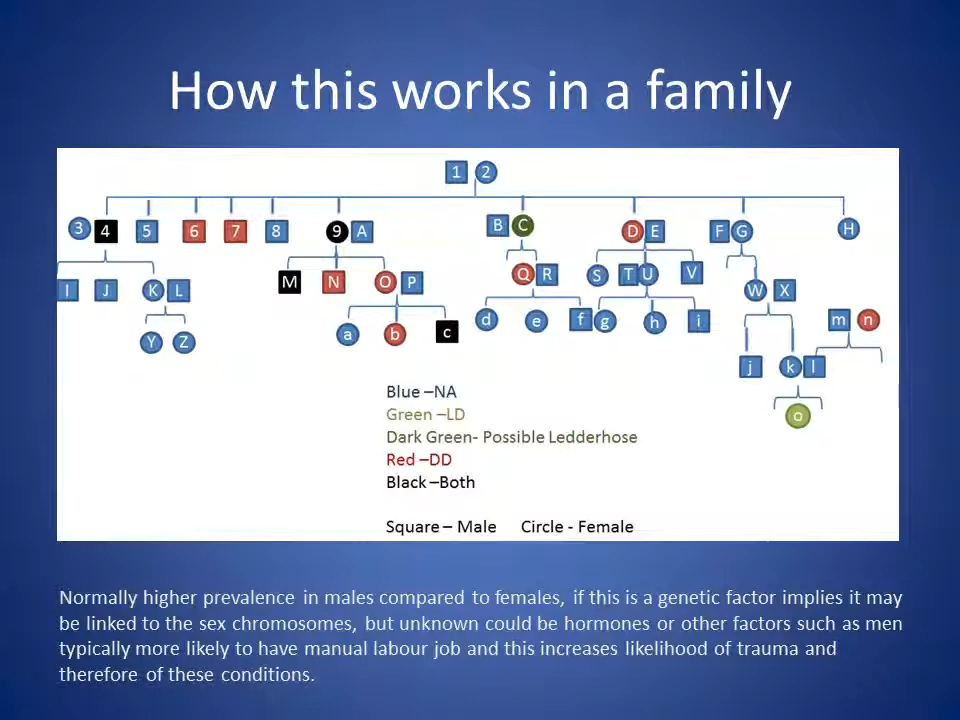 How this works in a family
1 2
3 4 5 6 7 8 9 A B C D E F G H
I J K L M N O P Q R S T U V W X
Y Z a b c d e f g h i m n
j k l
o
Blue –NA
Green –LD
Dark Green- Possible Ledderhose
Red –DD
Black –Both
Square – Male Circle - Female
Normally higher prevalence in males compared to females, if this is a genetic factor implies it may
be linked to the sex chromosomes, but unknown could be hormones or other factors such as men
typically more likely to have manual labour job and this increases likelihood of trauma and
therefore of these conditions.